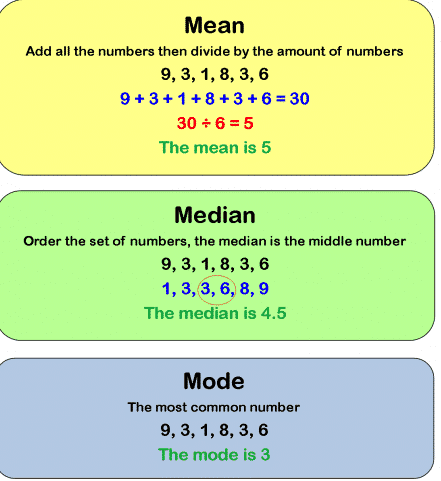 Mean
Add all the numbers then divide by the amount of numbers
9, 3, 1, 8, 3, 6
9 + 3 + 1 + 8 + 3 + 6 = 30
30 ÷ 6 = 5
The mean is 5
Median
Order the set of numbers, the median is the middle number
9, 3, 1, 8, 3, 6
1, 3, 3, 6, 8, 9
The median is 4.5
Mode
The most common number
9, 3, 1, 8, 3, 6
The mode is 3